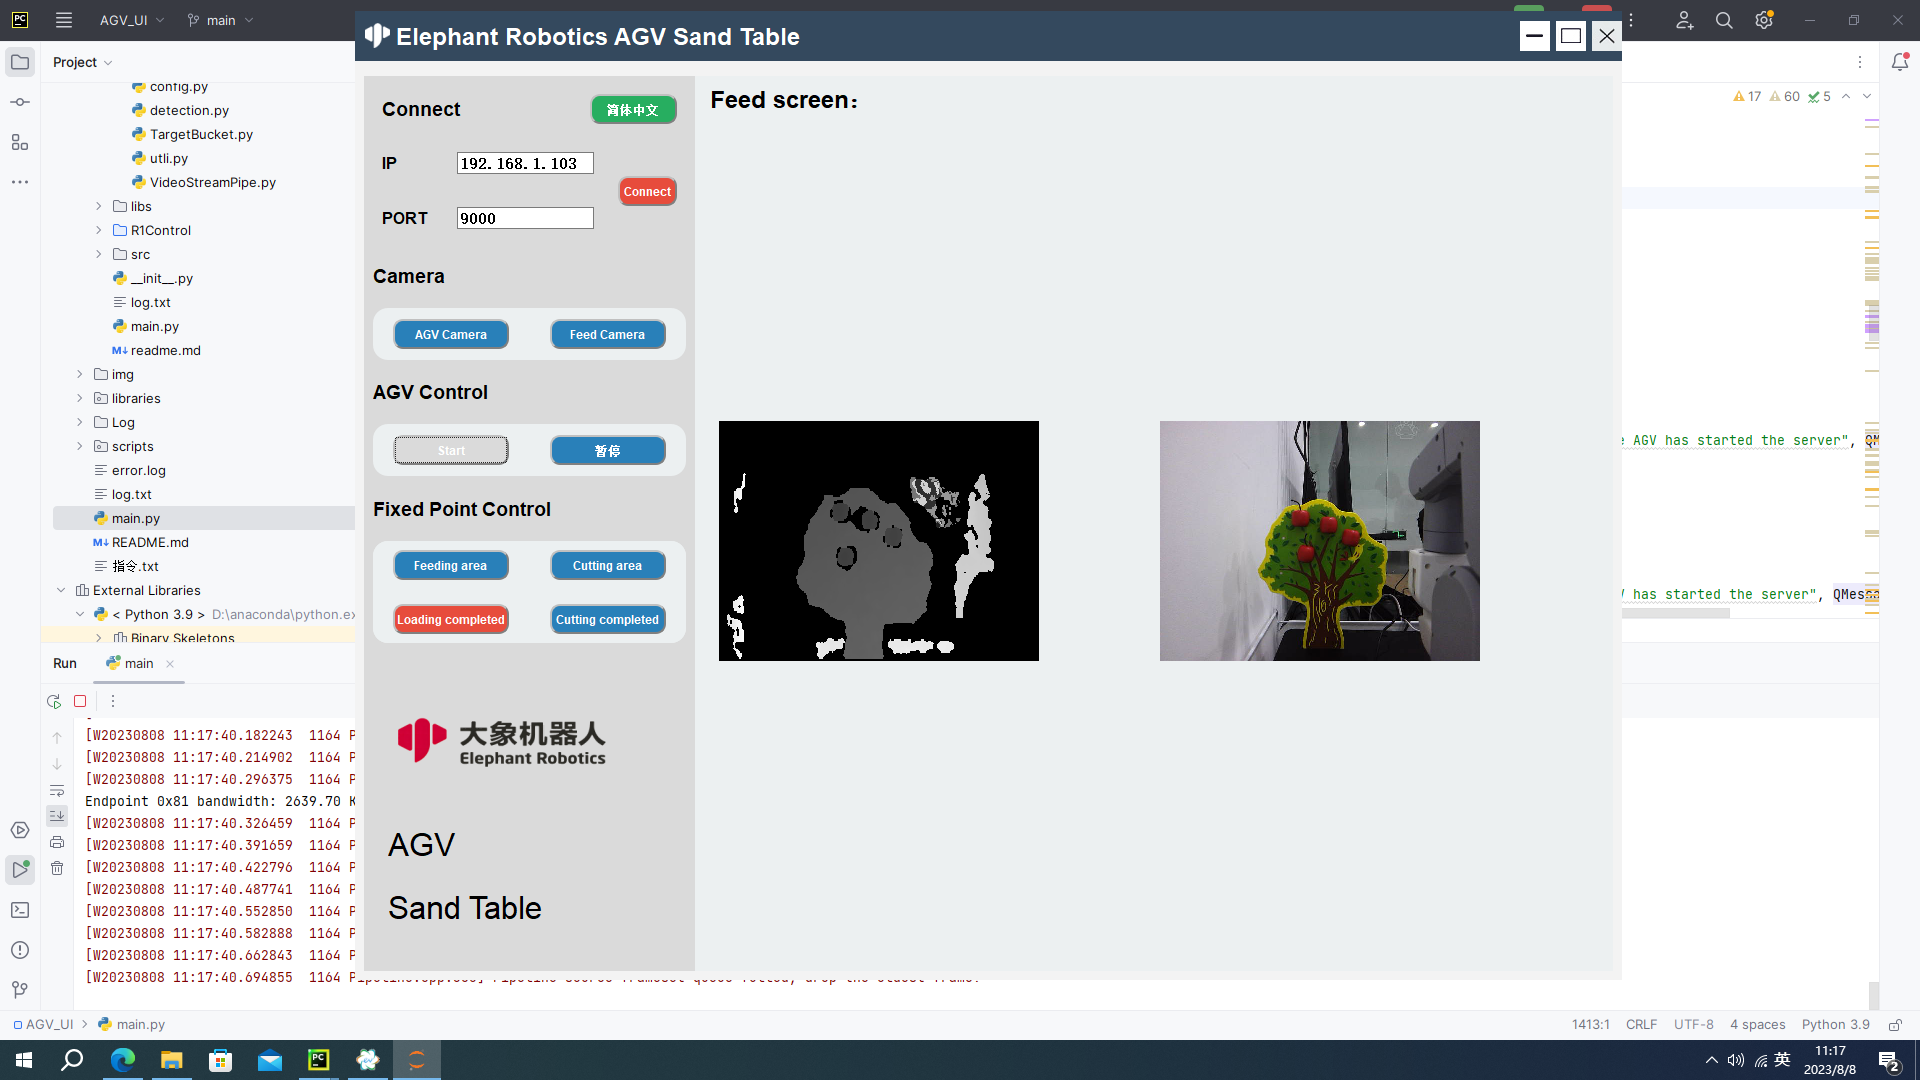 AGV_UI
main
Project
config.py
detection.py
TargetBucket.py
utli.py
VideoStreamPipe.py
libs
R1Control
src
__init__.py
log.txt
main.py
readme.md
img
libraries
Log
scripts
error.log
log.txt
main.py
README.md
指令.txt
External Libraries
< Python 3.9 > D:\anaconda\python.ex
Binary Skeletons
Elephant Robotics AGV Sand Table
Connect
简体中文
IP
192.168.1.103
Connect
PORT
9000
Camera
AGV Camera
Feed Camera
AGV Control
Start
暂停
Fixed Point Control
Feeding area
Cutting area
Loading completed
Cutting completed
大象机器人
Elephant Robotics
AGV
Sand Table
Feed screen：
17 60 5
AGV has started the server", QM
has started the server", QMess
Run
main
[W20230808 11:17:40.182243 1164 P
[W20230808 11:17:40.214902 1164 P
[W20230808 11:17:40.296375 1164 P
Endpoint 0x81 bandwidth: 2639.70 K
[W20230808 11:17:40.326459 1164 P
[W20230808 11:17:40.391659 1164 P
[W20230808 11:17:40.422796 1164 P
[W20230808 11:17:40.487741 1164 P
[W20230808 11:17:40.552850 1164 P
[W20230808 11:17:40.582888 1164 P
[W20230808 11:17:40.662843 1164 P
[W20230808 11:17:40.694855 1164 P
AGV_UI
main.py
1413:1 CRLF UTF-8 4 spaces Python 3.9
英
11:17
2023/8/8
2